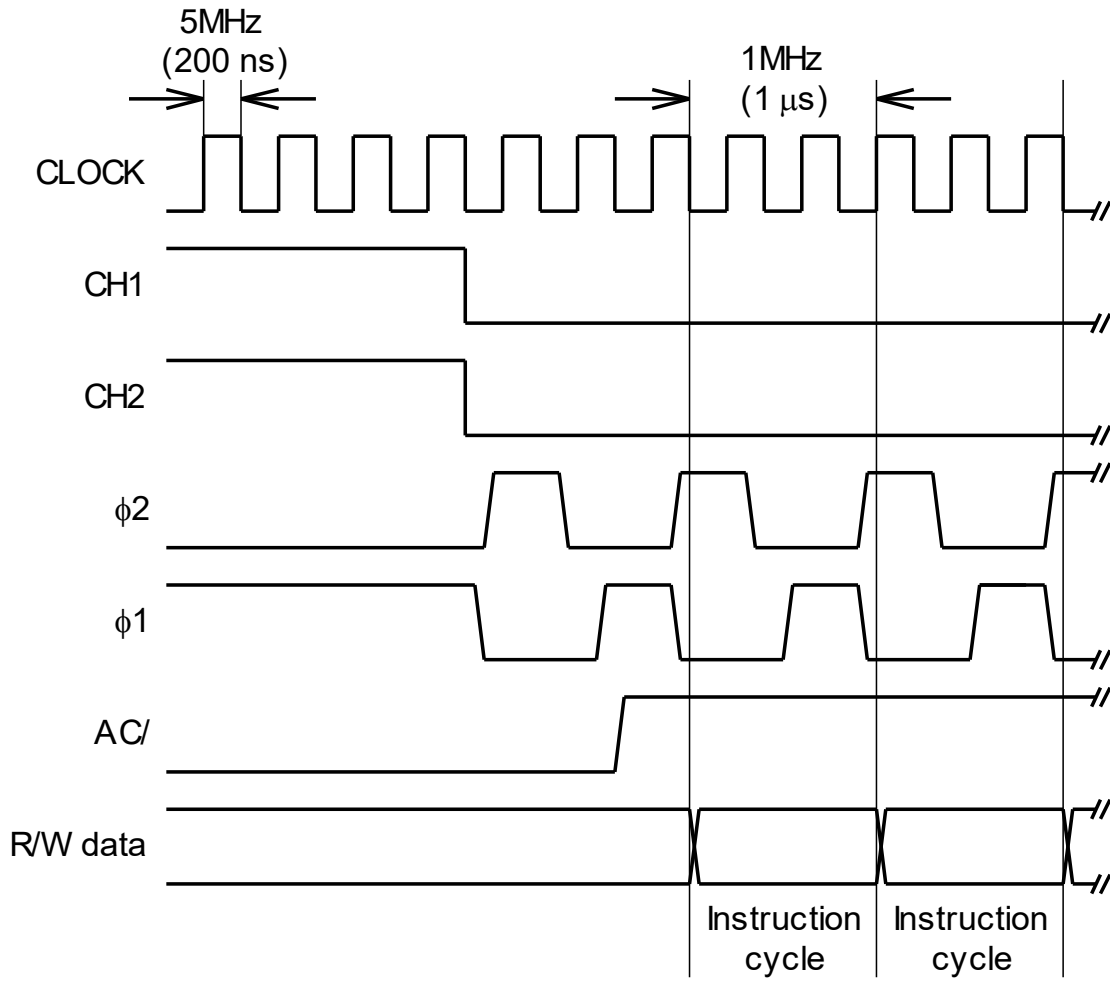 5MHz
(200 ns)
1MHz
(1 μs)
CLOCK
CH1
CH2
ϕ2
ϕ1
AC/
R/W data
Instruction
cycle
Instruction
cycle